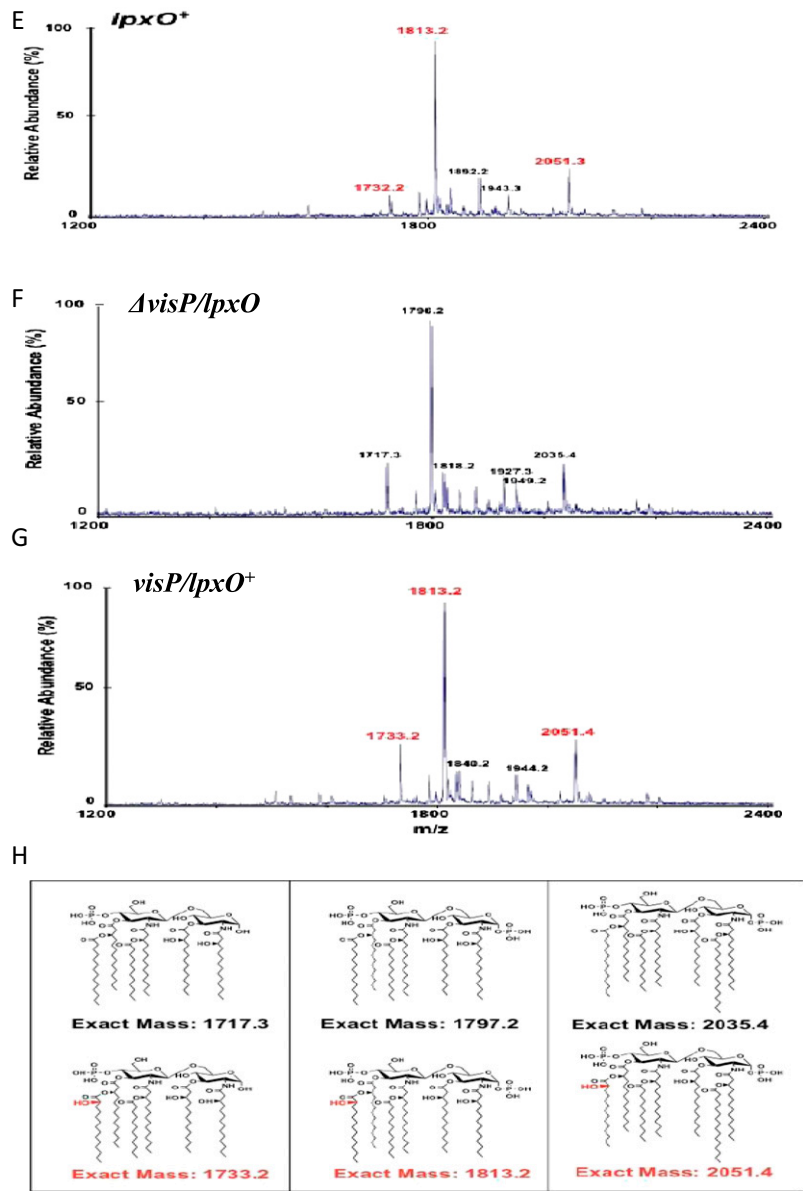 E
lpxO+
1813.2
100
Relative Abundance (%)
50
2051.3
1892.2
1732.2
1943.3
0
1200
1800
2400
F
ΔvisP/lpxO
100
1796.2
Relative Abundance (%)
50
1717.3
2035.4
1818.2
1927.3
1949.2
0
1200
1800
2400
G
visP/lpxO+
100
1813.2
Relative Abundance (%)
50
1733.2
2051.4
1840.2
1944.2
0
1200
1800
2400
m/z
H
Exact Mass: 1717.3
Exact Mass: 1797.2
Exact Mass: 2035.4
Exact Mass: 1733.2
Exact Mass: 1813.2
Exact Mass: 2051.4